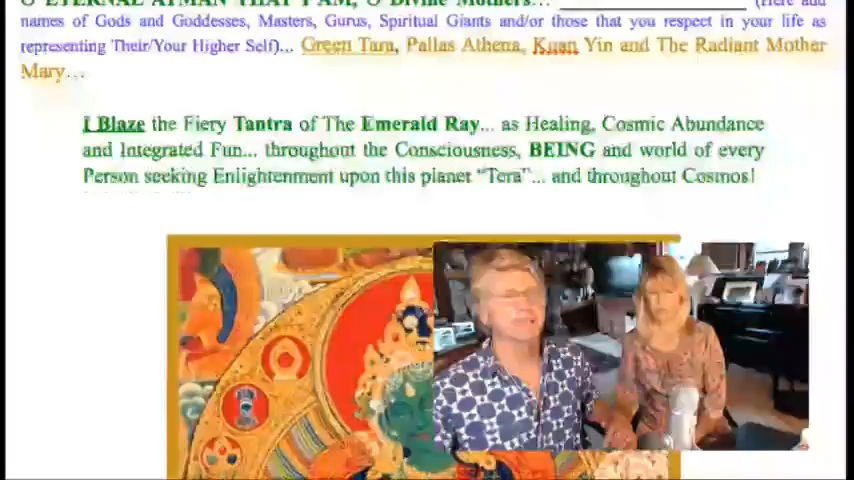 O ETERNAL ATMAN THAT I AM, O Divine Mothers… ____________________ (Here add
names of Gods and Goddesses, Masters, Gurus, Spiritual Giants and/or those that you respect in your life as
representing Their/Your Higher Self)... Green Tara, Pallas Athena, Kuan Yin and The Radiant Mother
Mary…
I Blaze the Fiery Tantra of The Emerald Ray... as Healing, Cosmic Abundance
and Integrated Fun... throughout the Consciousness, BEING and world of every
Person seeking Enlightenment upon this planet “Tera”... and throughout Cosmos!